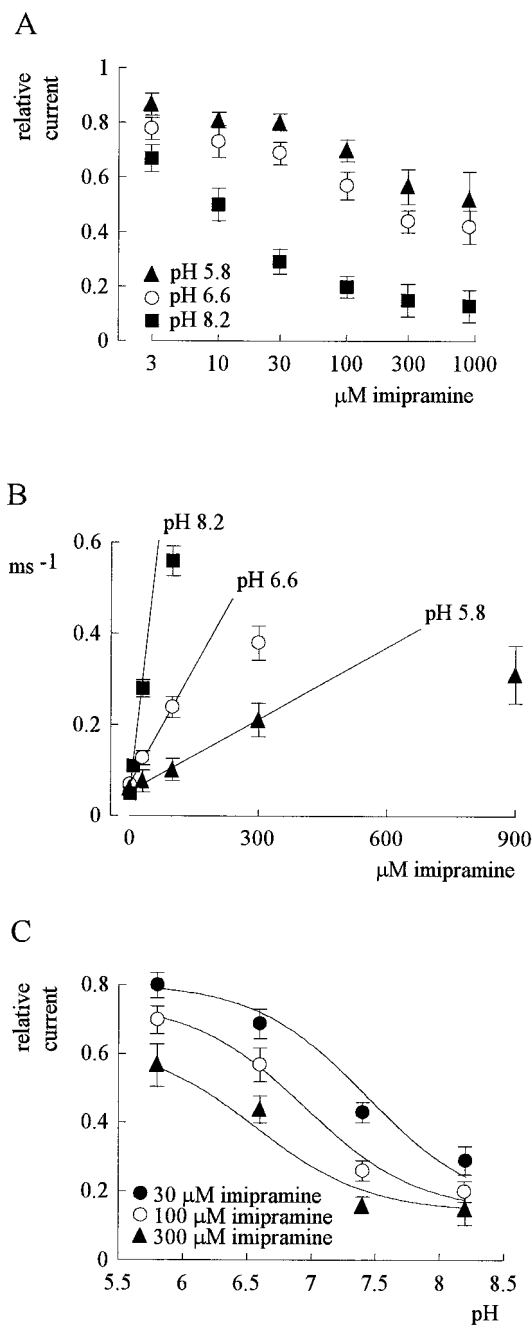 A
relative
current
1
0.8
0.6
0.4
0.2
0
▲ pH 5.8
○ pH 6.6
■ pH 8.2
3 10 30 100 300 1000
μM imipramine
B
ms -1
0.6
0.4
0.2
0
pH 8.2
pH 6.6
pH 5.8
0 300 600 900
μM imipramine
C
relative
current
0.8
0.6
0.4
0.2
0
● 30 μM imipramine
○ 100 μM imipramine
▲ 300 μM imipramine
5.5 6 6.5 7 7.5 8 8.5
pH